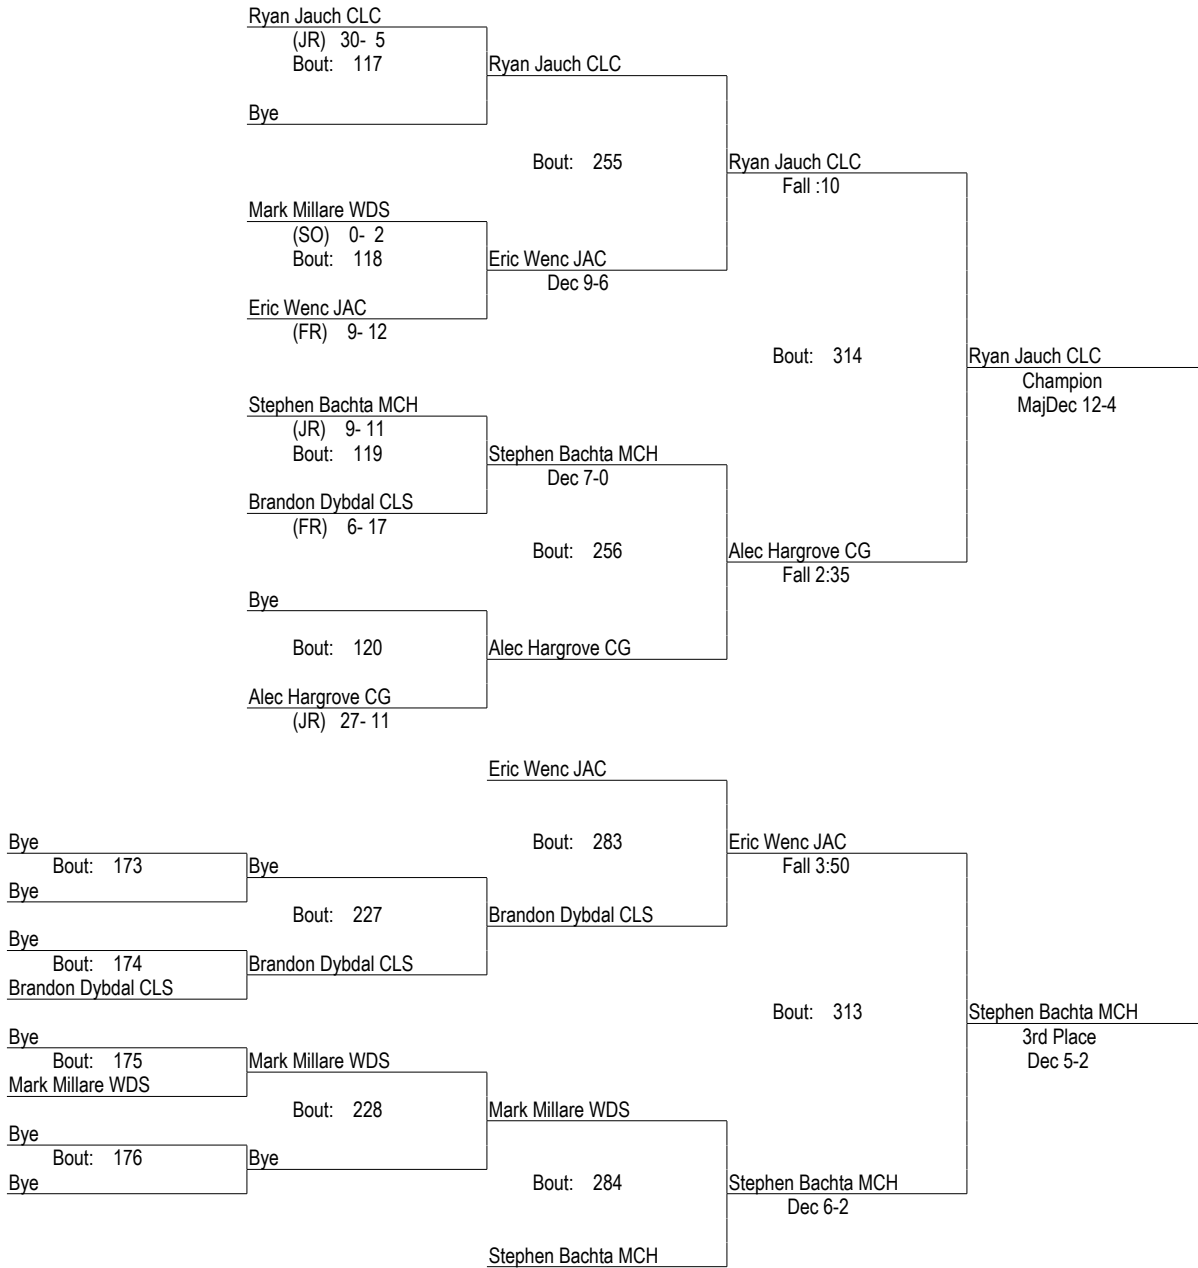 Ryan Jauch CLC
(JR) 30- 5
Bout: 117
Ryan Jauch CLC
Bye
Bout: 255
Ryan Jauch CLC
Fall :10
Mark Millare WDS
(SO) 0- 2
Bout: 118
Eric Wenc JAC
Dec 9-6
Eric Wenc JAC
(FR) 9- 12
Bout: 314
Ryan Jauch CLC
Champion
MajDec 12-4
Stephen Bachta MCH
(JR) 9- 11
Bout: 119
Stephen Bachta MCH
Dec 7-0
Brandon Dybdal CLS
(FR) 6- 17
Bout: 256
Alec Hargrove CG
Fall 2:35
Bye
Bout: 120
Alec Hargrove CG
Alec Hargrove CG
(JR) 27- 11
Eric Wenc JAC
Bye
Bout: 283
Eric Wenc JAC
Bout: 173
Bye
Fall 3:50
Bye
Bout: 227
Brandon Dybdal CLS
Bye
Bout: 174
Brandon Dybdal CLS
Brandon Dybdal CLS
Bout: 313
Stephen Bachta MCH
Bye
3rd Place
Bout: 175
Mark Millare WDS
Dec 5-2
Mark Millare WDS
Bout: 228
Mark Millare WDS
Bye
Bout: 176
Bye
Bye
Bout: 284
Stephen Bachta MCH
Dec 6-2
Stephen Bachta MCH